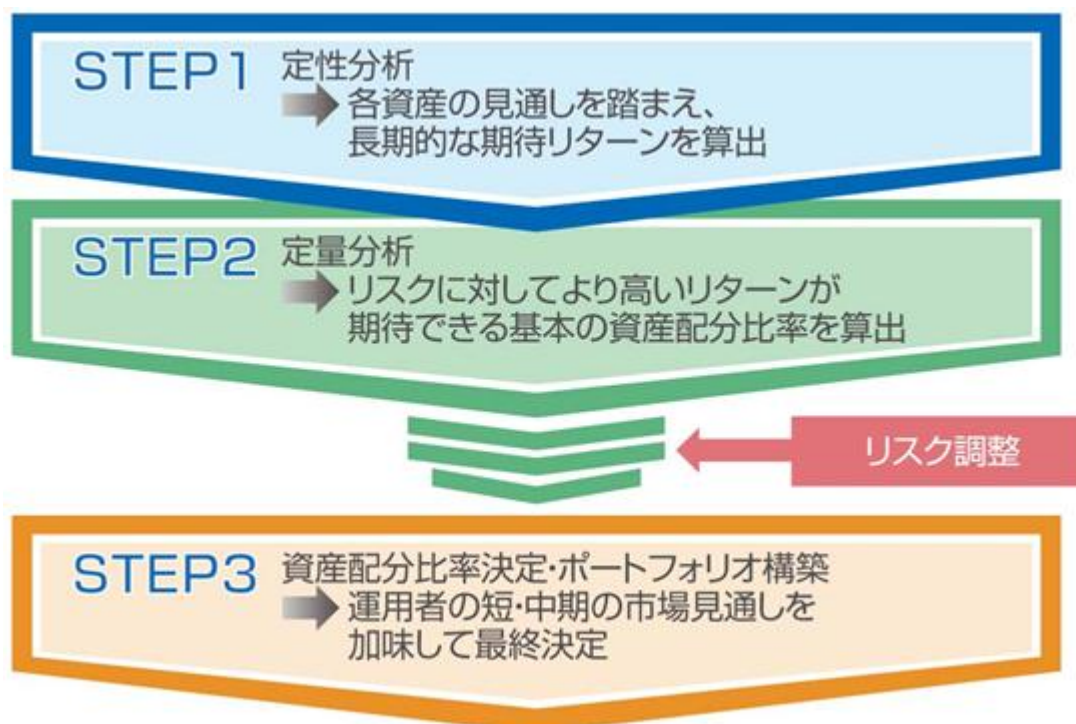 STEP1 定性分析
各資産の見通しを踏まえ、
長期的な期待リターンを算出
STEP2 定量分析
リスクに対してより高いリターンが
期待できる基本の資産配分比率を算出
リスク調整
STEP3 資産配分比率決定・ポートフォリオ構築
運用者の短・中期の市場見通しを
加味して最終決定